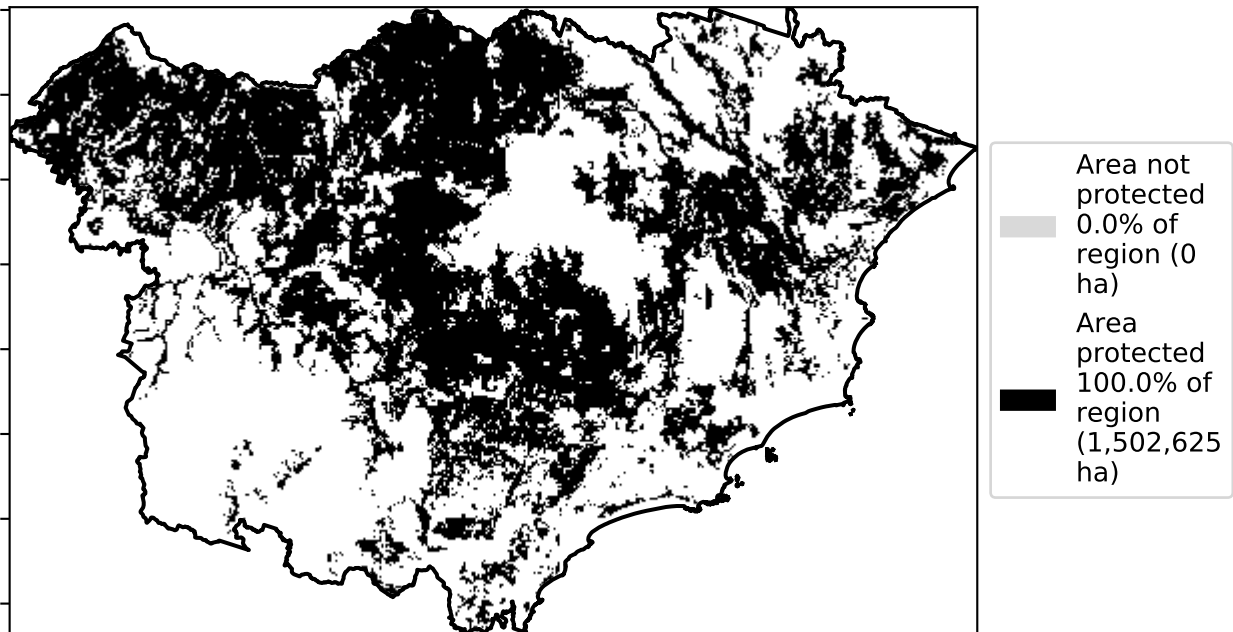 Area not
protected
0.0% of
region (0
ha)
Area
protected
100.0% of
region
(1,502,625
ha)